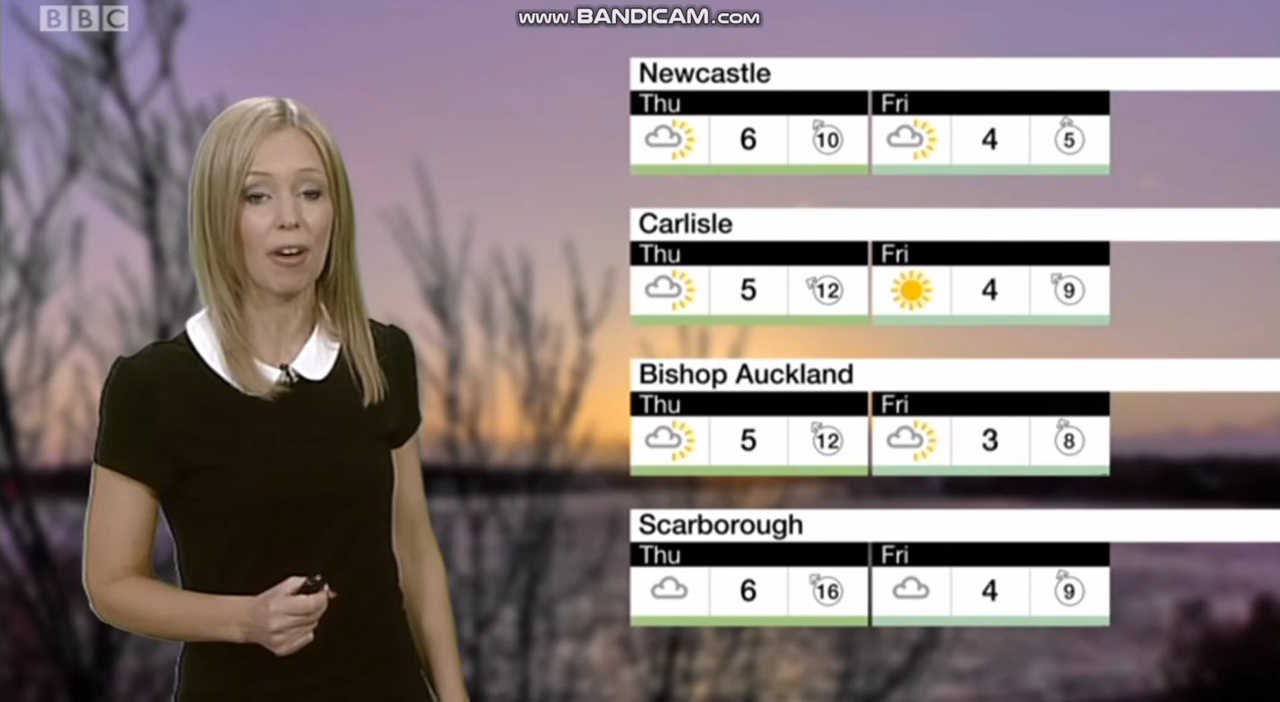 BBC
www.BANDICAM.com
Newcastle
Thu Fri
6 10 4 5
Carlisle
Thu Fri
5 12 4 9
Bishop Auckland
Thu Fri
5 12 3 8
Scarborough
Thu Fri
6 16 4 9